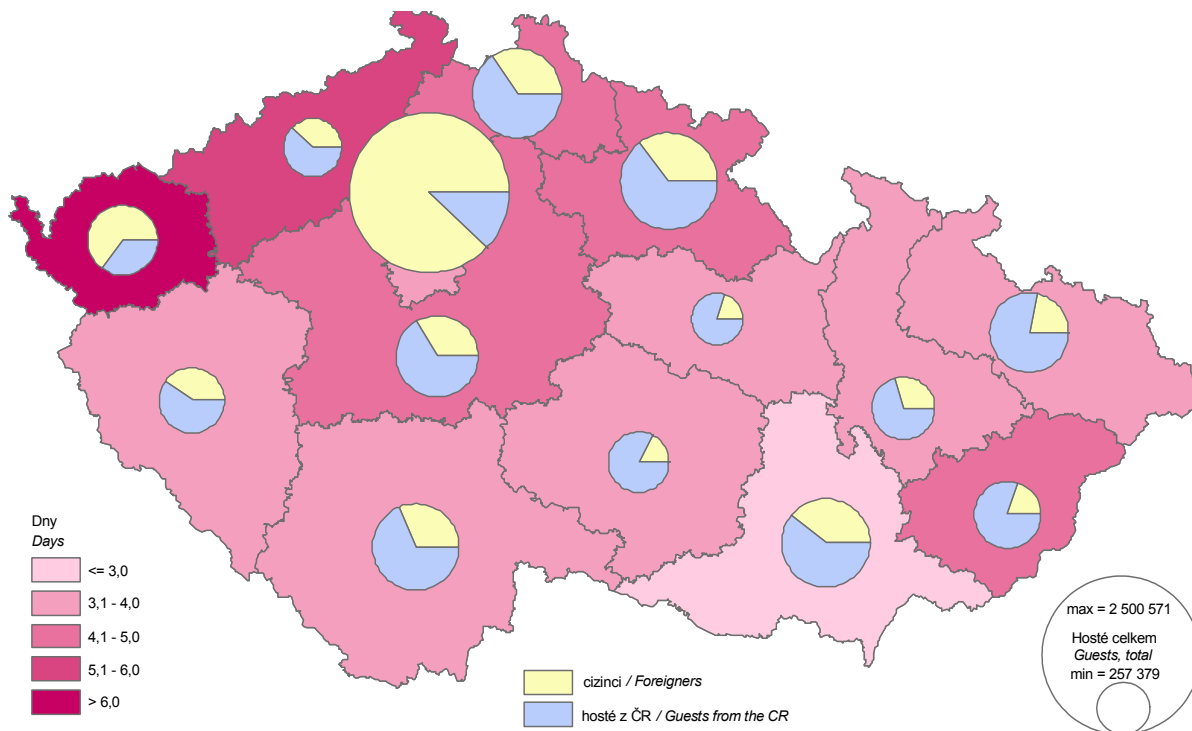 Dny
Days
<= 3,0
3,1 - 4,0
4,1 - 5,0
5,1 - 6,0
> 6,0
cizinci / Foreigners
hosté z ČR / Guests from the CR
max = 2 500 571
Hosté celkem
Guests, total
min = 257 379